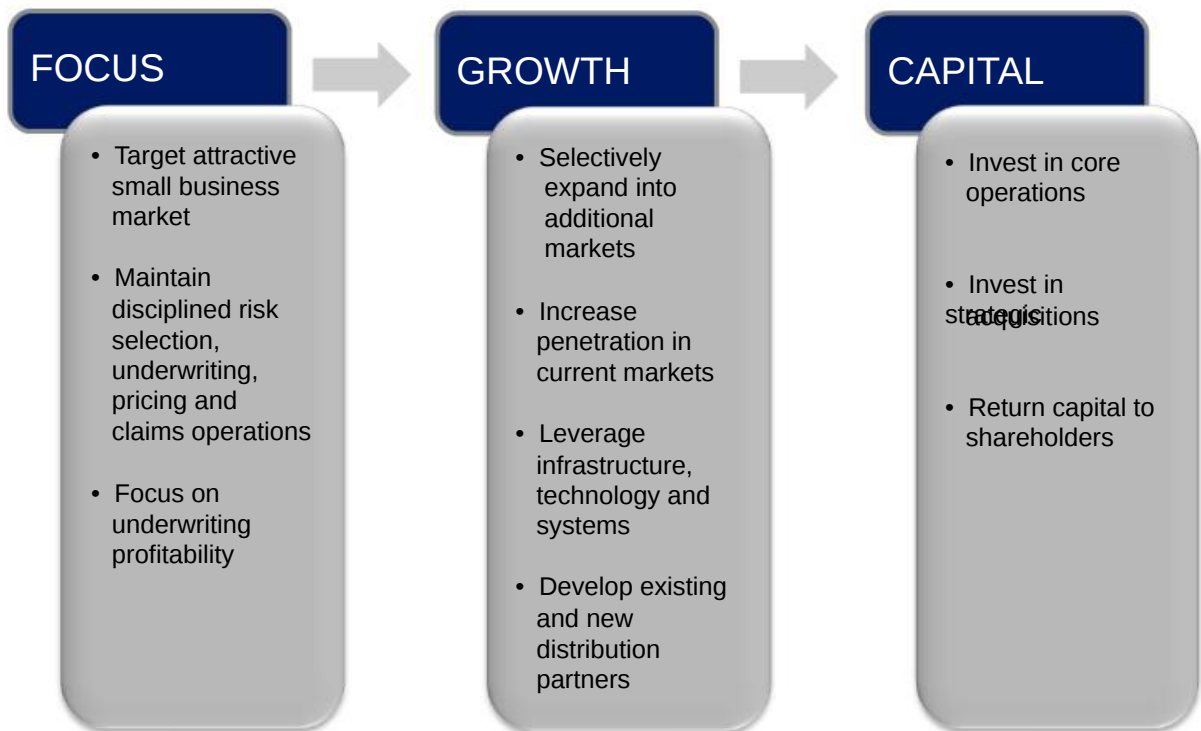 FOCUS
• Target attractive
small business
market
• Maintain
disciplined risk
selection,
underwriting,
pricing and
claims operations
• Focus on
underwriting
profitability
GROWTH
• Selectively
expand into
additional
markets
• Increase
penetration in
current markets
• Leverage
infrastructure,
technology and
systems
• Develop existing
and new
distribution
partners
CAPITAL
• Invest in core
operations
• Invest in
strategic
acquisitions
• Return capital to
shareholders